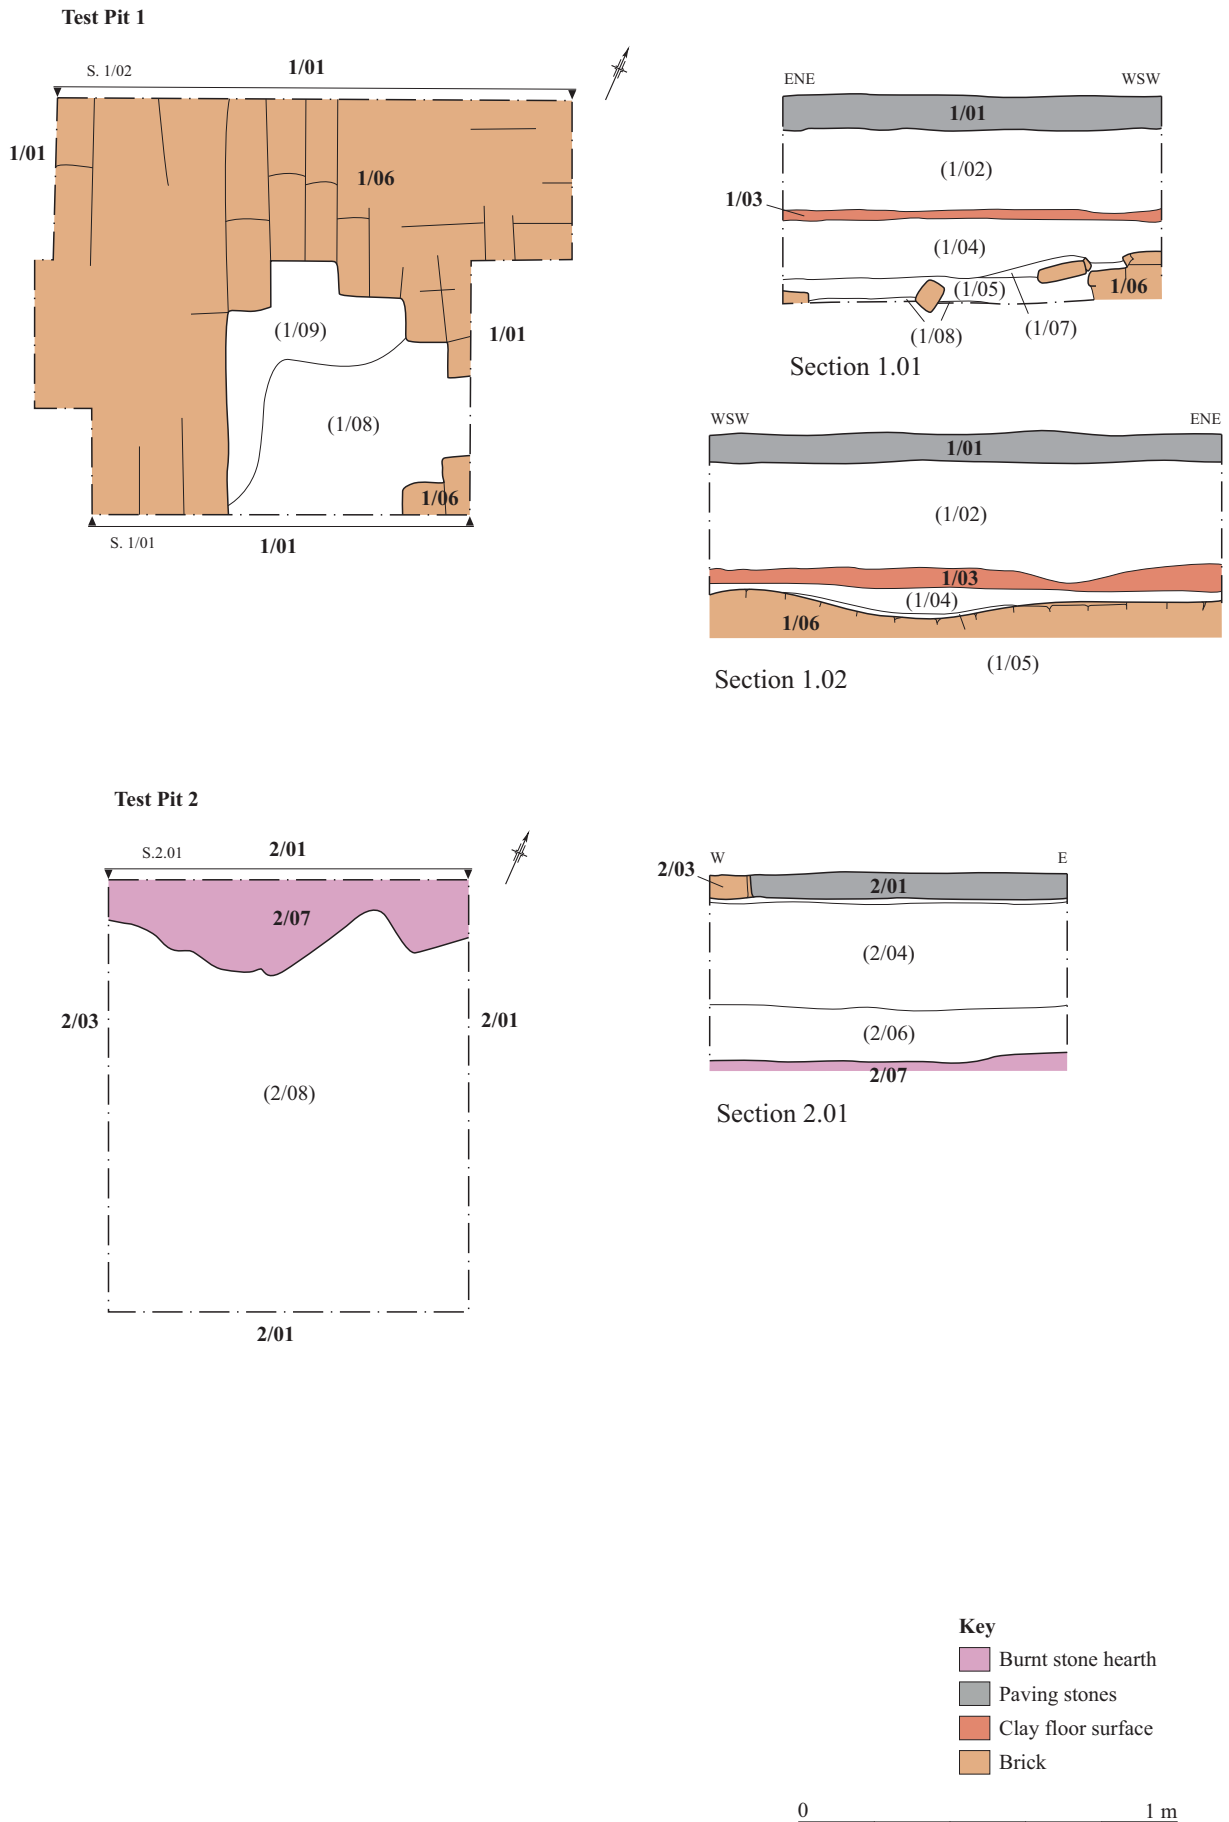 Test Pit 1
S. 1/02
1/01
1/01
1/06
(1/09)
1/01
(1/08)
1/06
S. 1/01
1/01
ENE
WSW
1/01
(1/02)
1/03
(1/04)
(1/05)
1/06
(1/07)
(1/08)
Section 1.01
WSW
ENE
1/01
(1/02)
1/03
(1/04)
1/06
(1/05)
Section 1.02
Test Pit 2
S.2.01
2/01
2/07
2/03
2/01
(2/08)
2/01
W
E
2/03
2/01
(2/04)
(2/06)
2/07
Section 2.01
Key
Burnt stone hearth
Paving stones
Clay floor surface
Brick
0
1 m